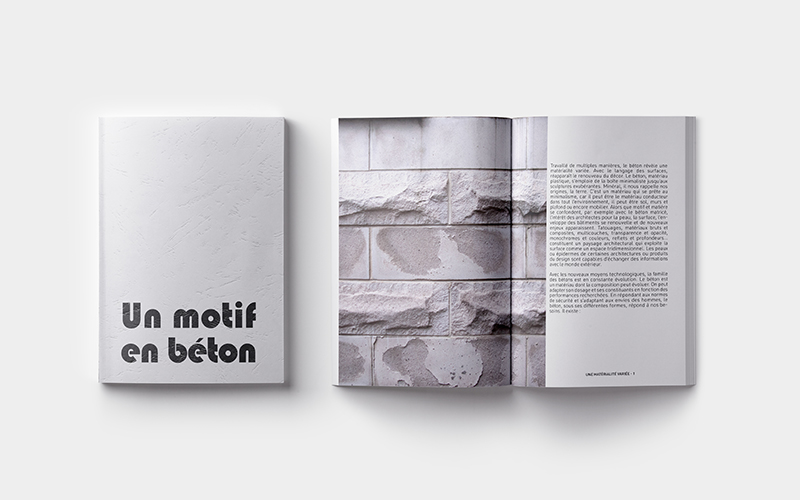 Un motif
en béton
Travaillé de multiples manières, le béton révèle une
matérialité variée. Avec le langage des surfaces,
réapparaît le renouveau du décor. Le béton, matériau
plastique, s'emploie de la boîte minimaliste jusqu'aux
sculptures exubérantes. Minéral, il nous rappelle nos
origines, la terre. C'est un matériau qui se prête au
minimalisme, car il peut être le matériau conducteur
dans tout l'environnement, il peut être sol, murs et
plafond ou encore mobilier. Alors que motif et matière
se confondent, par exemple avec le béton matricé,
l'intérêt des architectes pour la peau, la surface, l'en-
veloppe des bâtiments se renouvelle et de nouveaux
enjeux apparaissent. Tatouages, matériaux bruts et
composites, multicouches, transparence et opacité,
monochromes et couleurs, reflets et profondeurs...
constituent un paysage architectural qui exploite la
surface comme un espace tridimensionnel. Les peaux
ou épidermes de certaines architectures ou produits
du design sont capables d'échanger des informations
avec le monde extérieur.
Avec les nouveaux moyens technologiques, la famille
des bétons est en constante évolution. Le béton est
un matériau dont la composition peut évoluer. On peut
adapter son dosage et ses constituants en fonction des
performances recherchées. En répondant aux normes
de sécurité et s'adaptant aux envies des hommes, le
béton, sous ses différentes formes, répond à nos be-
soins. Il existe :
UNE MATÉRIALITÉ VARIÉE -